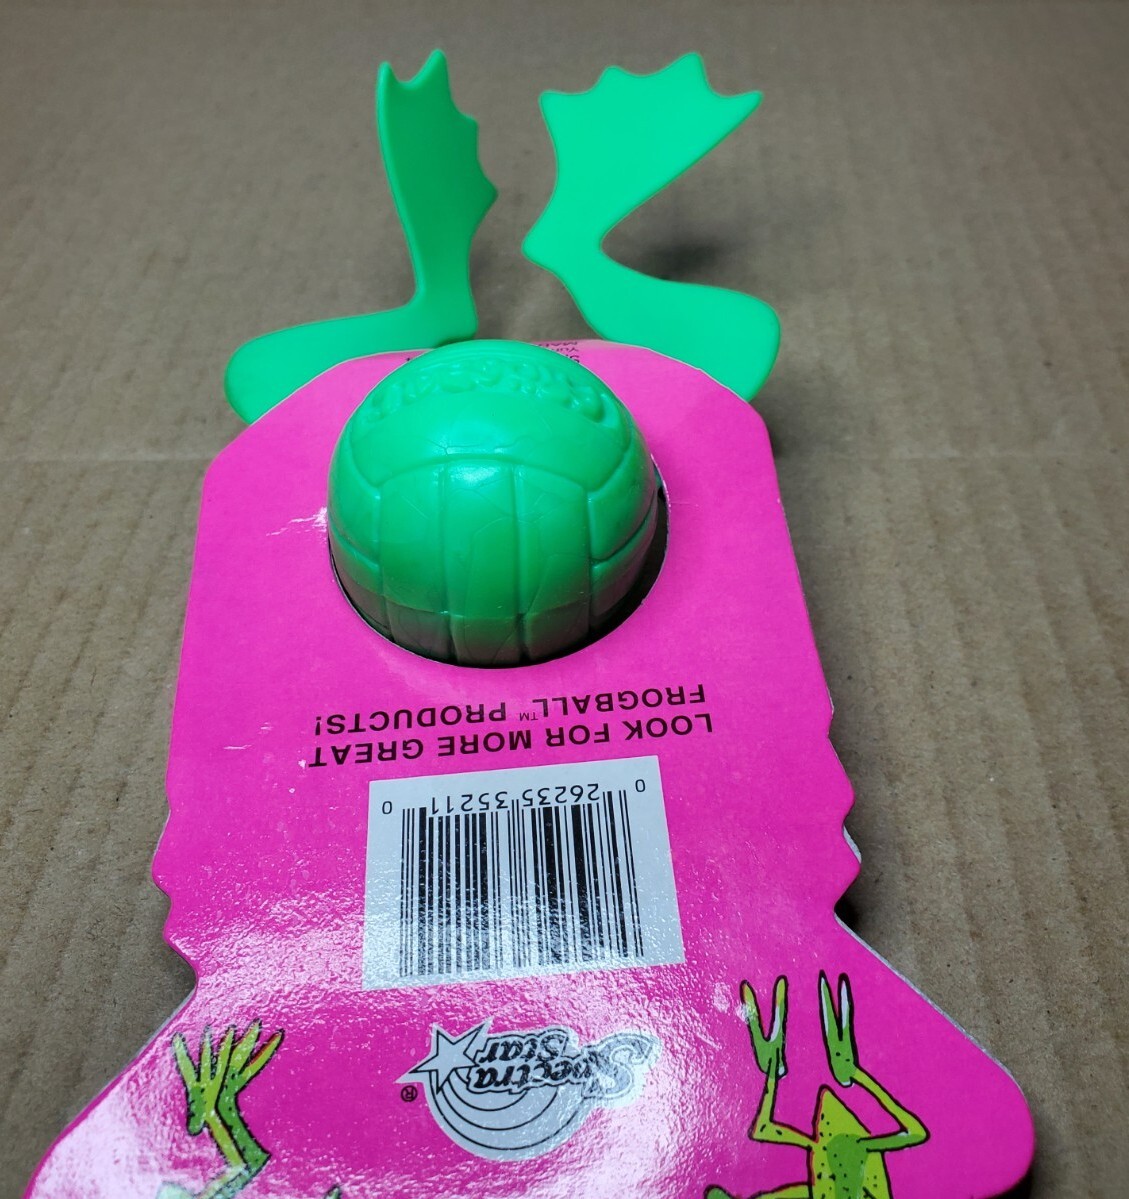 LOOK FOR MORE GREAT
FROGBALL™ PRODUCTS!
0 26235 35211 0
Spectra
Star
®